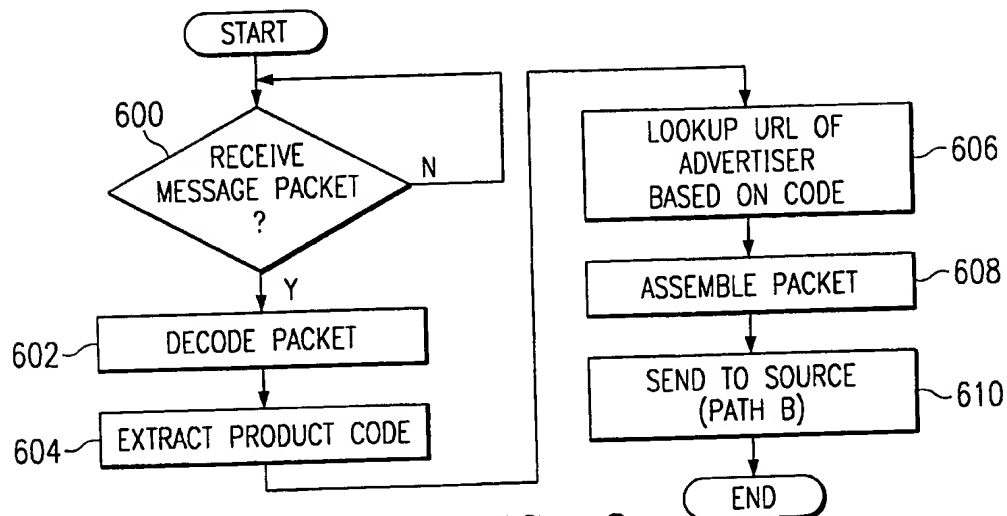 START
600
RECEIVE
MESSAGE PACKET
?
N
Y
602
DECODE PACKET
604
EXTRACT PRODUCT CODE
LOOKUP URL OF
ADVERTISER
BASED ON CODE
606
ASSEMBLE PACKET
608
SEND TO SOURCE
(PATH B)
610
END